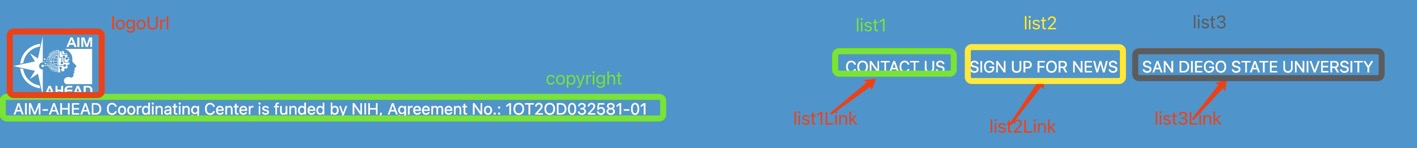 logoUrl
list1
list2
list3
AIM
AHEAD
CONTACT US
SIGN UP FOR NEWS
SAN DIEGO STATE UNIVERSITY
copyright
AIM-AHEAD Coordinating Center is funded by NIH, Agreement No.: 1OT2OD032581-01
list1Link
list2Link
list3Link